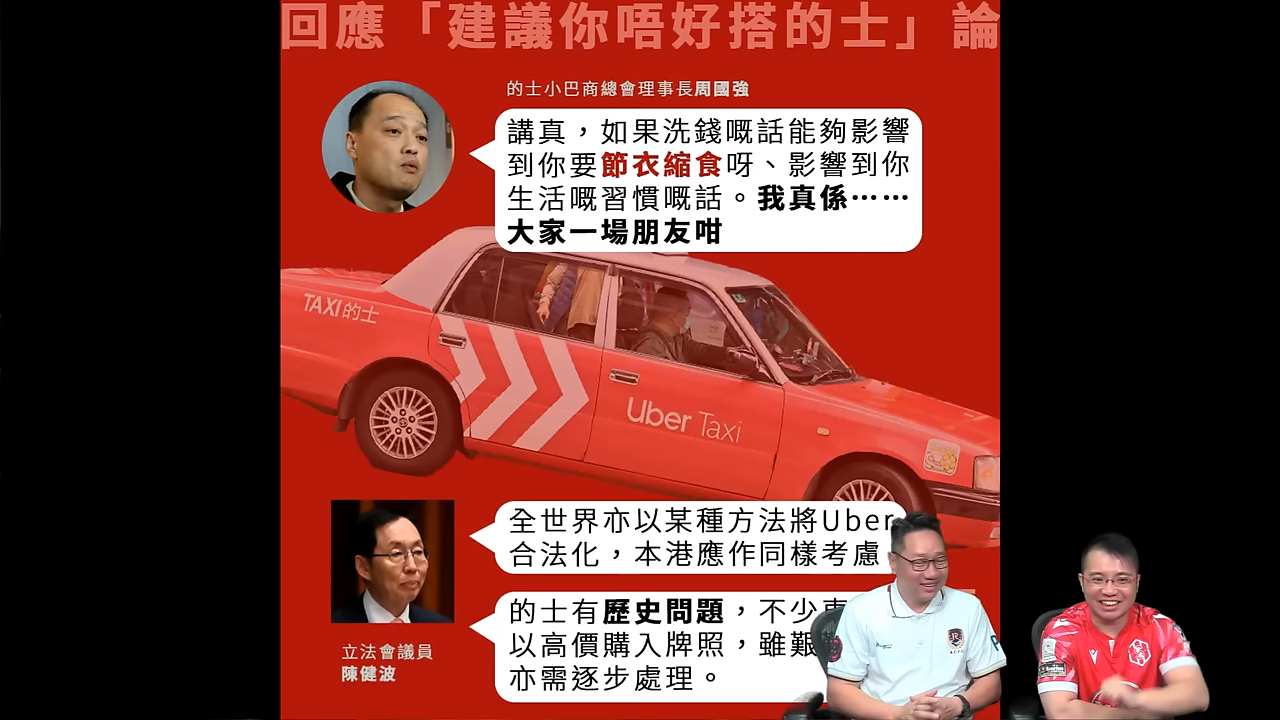 回應「建議你唔好搭的士」論
的士小巴商總會理事長周國強
講真，如果洗錢嘅話能夠影響
到你要節衣縮食呀、影響到你
生活嘅習慣嘅話。我真係……
大家一場朋友咁
TAXI的士
Uber Taxi
全世界亦以某種方法將Uber
合法化，本港應作同樣考慮
的士有歷史問題，不少
以高價購入牌照，雖
亦需逐步處理。
立法會議員
陳健波